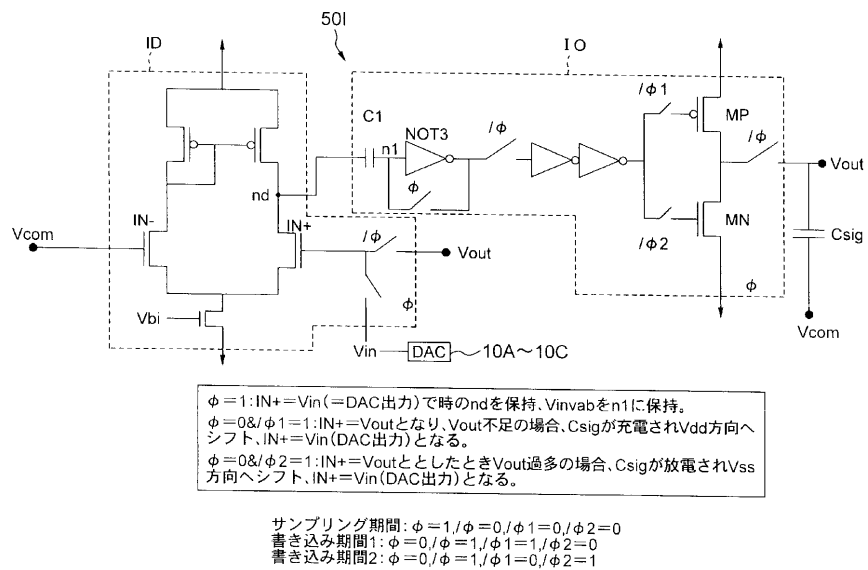 50I
ID
IO
C1
n1
NOT3
/φ
φ
/φ1
MP
/φ
Vout
nd
IN-
IN+
Vcom
/φ
Vout
φ
/φ2
MN
Csig
φ
Vbi
Vin
DAC
10A~10C
Vcom
φ=1:IN+=Vin(=DAC出力)で時のndを保持、Vinvabをn1に保持。
φ=0&/φ1=1:IN+=Voutとなり、Vout不足の場合、Csigが充電されVdd方向へ
シフト、IN+=Vin(DAC出力)となる。
φ=0&/φ2=1:IN+=VoutととしたときVout過多の場合、Csigが放電されVss
方向へシフト、IN+=Vin(DAC出力)となる。
サンプリング期間:φ=1,/φ=0,/φ1=0,/φ2=0
書き込み期間1:φ=0,/φ=1,/φ1=1,/φ2=0
書き込み期間2:φ=0,/φ=1,/φ1=0,/φ2=1